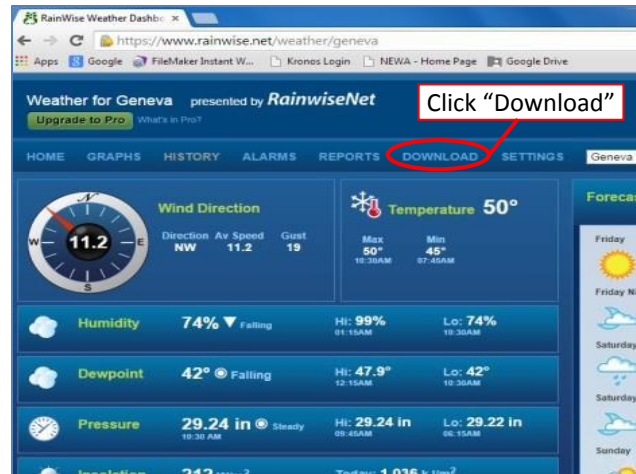 RainWise Weather Dashbo
https://www.rainwise.net/weather/geneva
Apps Google FileMaker Instant W... Kronos Login NEWA - Home Page Google Drive
Weather for Geneva presented by RainwiseNet
Click "Download"
Upgrade to Pro What's in Pro?
HOME GRAPHS HISTORY ALARMS REPORTS DOWNLOAD SETTINGS Geneva
Wind Direction
Direction Av Speed Gust
NW 11.2 19
N
W 11.2 E
S
Temperature 50°
Max Min
50° 45°
10:30AM 07:45AM
Forecas
Friday
Friday Ni
Saturday
Saturday
Sunday
Humidity 74% Falling Hi: 99% Lo: 74%
01:15AM 10:30AM
Dewpoint 42° Falling Hi: 47.9° Lo: 42°
12:15AM 10:30AM
Pressure 29.24 in Steady Hi: 29.24 in Lo: 29.22 in
10:30 AM 09:45AM 06:15AM
Insolation 212 Today: 1,036